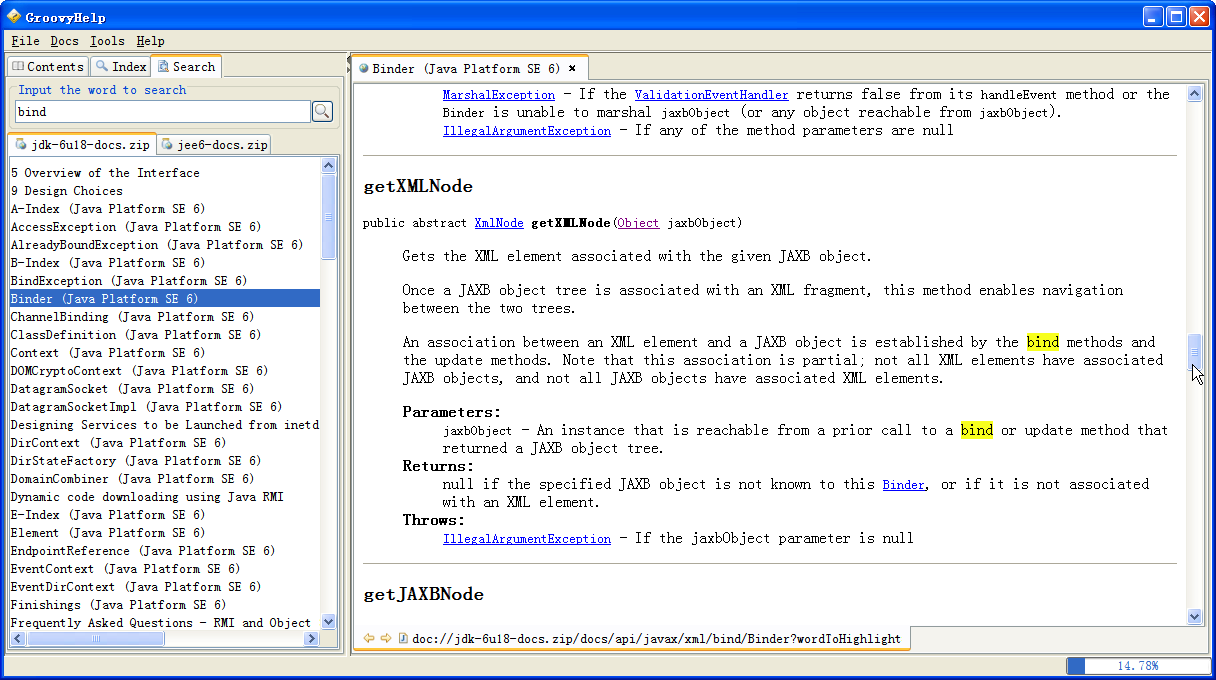 GroovyHelp
File Docs Tools Help
Contents Index Search
Input the word to search
bind
jdk-6u18-docs.zip jee6-docs.zip
5 Overview of the Interface
9 Design Choices
A-Index (Java Platform SE 6)
AccessException (Java Platform SE 6)
AlreadyBoundException (Java Platform SE 6)
B-Index (Java Platform SE 6)
BindException (Java Platform SE 6)
Binder (Java Platform SE 6)
ChannelBinding (Java Platform SE 6)
ClassDefinition (Java Platform SE 6)
Context (Java Platform SE 6)
DOMCryptoContext (Java Platform SE 6)
DatagramSocket (Java Platform SE 6)
DatagramSocketImpl (Java Platform SE 6)
Designing Services to be Launched from inetd
DirContext (Java Platform SE 6)
DirStateFactory (Java Platform SE 6)
DomainCombiner (Java Platform SE 6)
Dynamic code downloading using Java RMI
E-Index (Java Platform SE 6)
Element (Java Platform SE 6)
EndpointReference (Java Platform SE 6)
EventContext (Java Platform SE 6)
EventDirContext (Java Platform SE 6)
Finishings (Java Platform SE 6)
Frequently Asked Questions - RMI and Object
Binder (Java Platform SE 6) ×
MarshalException - If the ValidationEventHandler returns false from its handleEvent method or the
Binder is unable to marshal jaxbObject (or any object reachable from jaxbObject).
IllegalArgumentException - If any of the method parameters are null
getXMLNode
public abstract XmlNode getXMLNode(Object jaxbObject)
Gets the XML element associated with the given JAXB object.
Once a JAXB object tree is associated with an XML fragment, this method enables navigation
between the two trees.
An association between an XML element and a JAXB object is established by the bind methods and
the update methods. Note that this association is partial; not all XML elements have associated
JAXB objects, and not all JAXB objects have associated XML elements.
Parameters:
jaxbObject - An instance that is reachable from a prior call to a bind or update method that
returned a JAXB object tree.
Returns:
null if the specified JAXB object is not known to this Binder, or if it is not associated
with an XML element.
Throws:
IllegalArgumentException - If the jaxbObject parameter is null
getJAXBNode
doc://jdk-6u18-docs.zip/docs/api/javax/xml/bind/Binder?wordToHighlight
14.78%